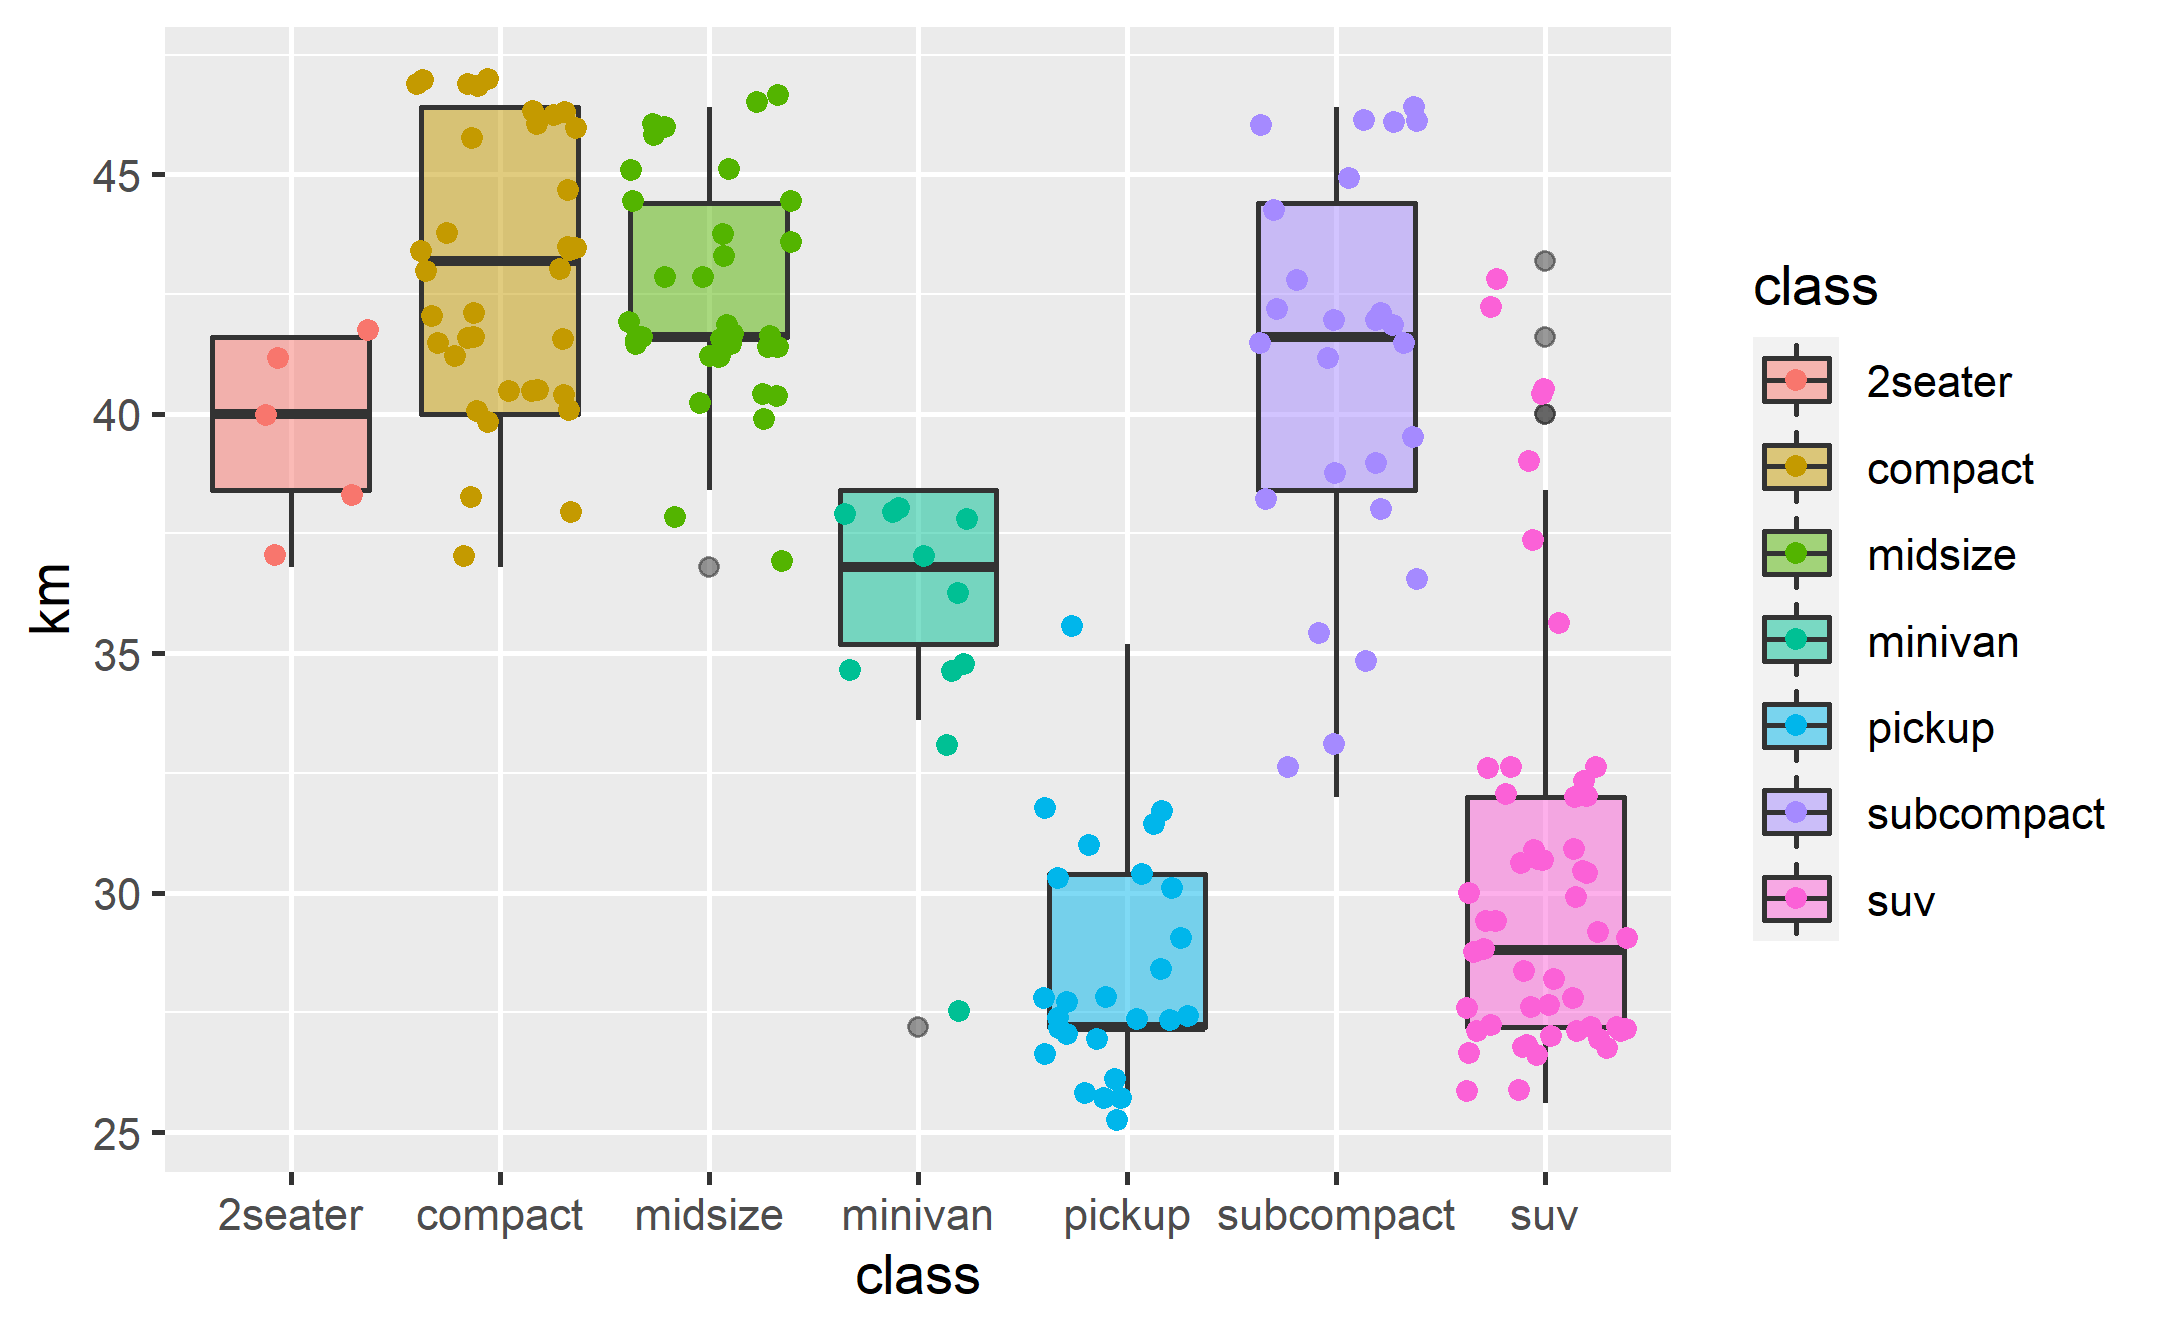 km
45
40
35
30
25
2seater compact midsize minivan pickup subcompact suv
class
class
2seater
compact
midsize
minivan
pickup
subcompact
suv